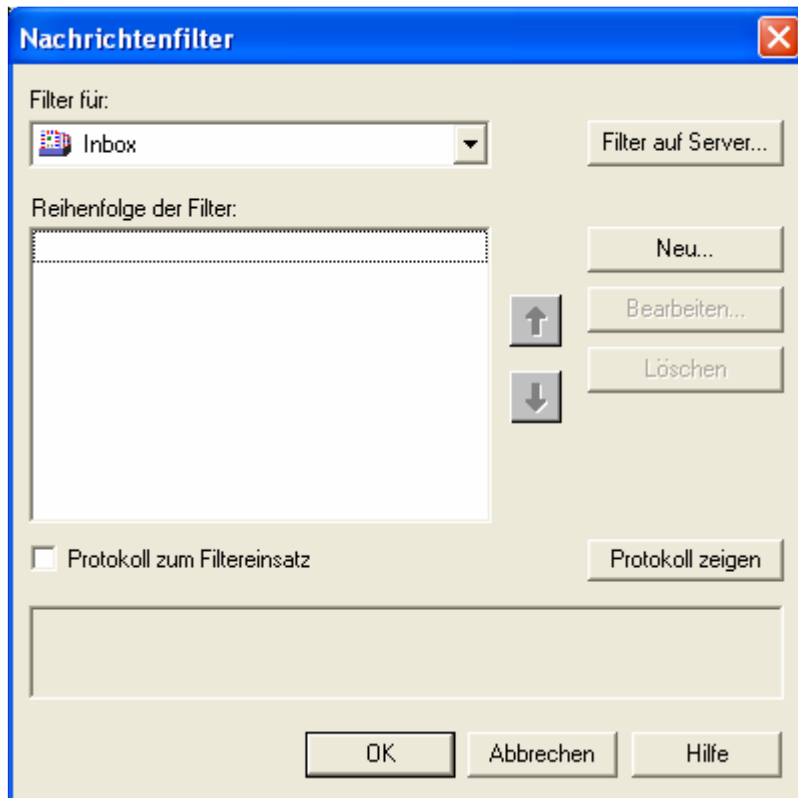 Nachrichtenfilter
Filter für:
Inbox
Filter auf Server...
Reihenfolge der Filter:
Neu...
Bearbeiten...
Löschen
Protokoll zum Filtereinsatz
Protokoll zeigen
OK
Abbrechen
Hilfe